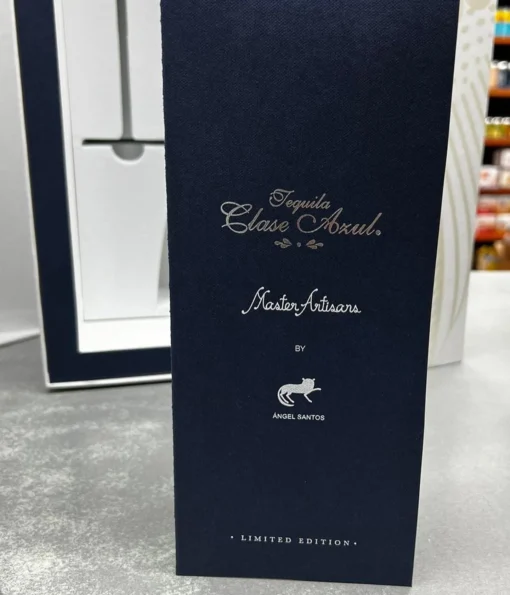 Tequila
Clase Azul®
Master Artisans
BY
ÁNGEL SANTOS
· LIMITED EDITION ·